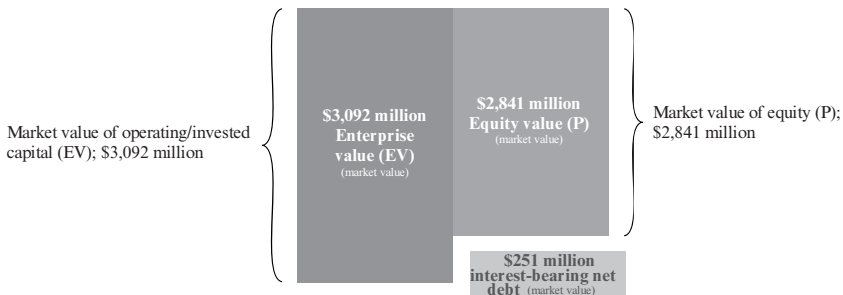 Market value of operating/invested
capital (EV); $3,092 million
$3,092 million
Enterprise
value (EV)
(market value)
$2,841 million
Equity value (P)
(market value)
Market value of equity (P);
$2,841 million
$251 million
interest-bearing net
debt (market value)